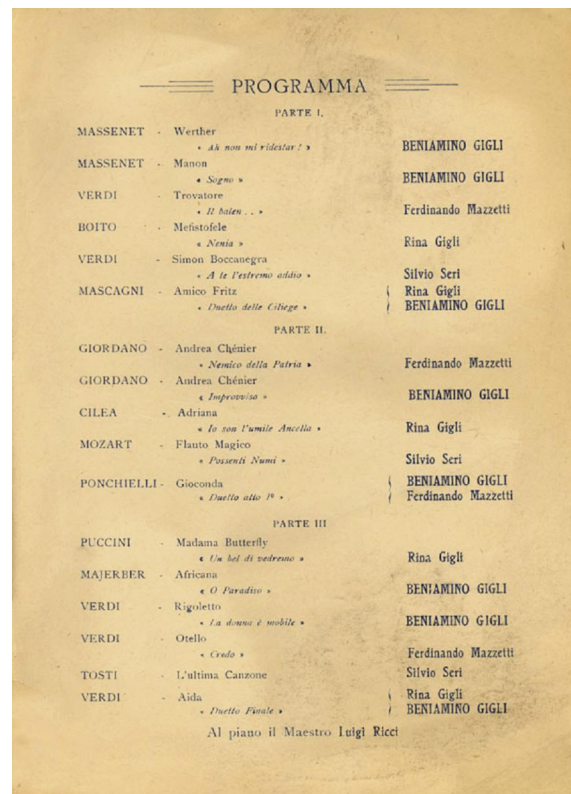 PROGRAMMA
PARTE I.
MASSENET - Werther
« Ah non mi ridestar ! » BENIAMINO GIGLI
MASSENET - Manon
« Sogno » BENIAMINO GIGLI
VERDI - Trovatore
« Il balen . . » Ferdinando Mazzetti
BOITO - Mefistofele
« Nenia » Rina Gigli
VERDI - Simon Boccanegra
« A te l'estremo addio » Silvio Seri
MASCAGNI - Amico Fritz Rina Gigli
« Duetto delle Ciliege » BENIAMINO GIGLI
PARTE II.
GIORDANO - Andrea Chénier
« Nemico della Patria » Ferdinando Mazzetti
GIORDANO - Andrea Chénier
« Improvviso » BENIAMINO GIGLI
CILEA - Adriana
« Io son l'umile Ancella » Rina Gigli
MOZART - Flauto Magico
« Possenti Numi » Silvio Seri
PONCHIELLI - Gioconda BENIAMINO GIGLI
« Duetto atto Iº » Ferdinando Mazzetti
PARTE III
PUCCINI - Madama Butterfly
« Un bel di vedremo » Rina Gigli
MAJERBER - Africana
« O Paradiso » BENIAMINO GIGLI
VERDI - Rigoletto
« La donna è mobile » BENIAMINO GIGLI
VERDI - Otello
« Credo » Ferdinando Mazzetti
TOSTI - L'ultima Canzone Silvio Seri
VERDI - Aida Rina Gigli
« Duetto Finale » BENIAMINO GIGLI
Al piano il Maestro Luigi Ricci